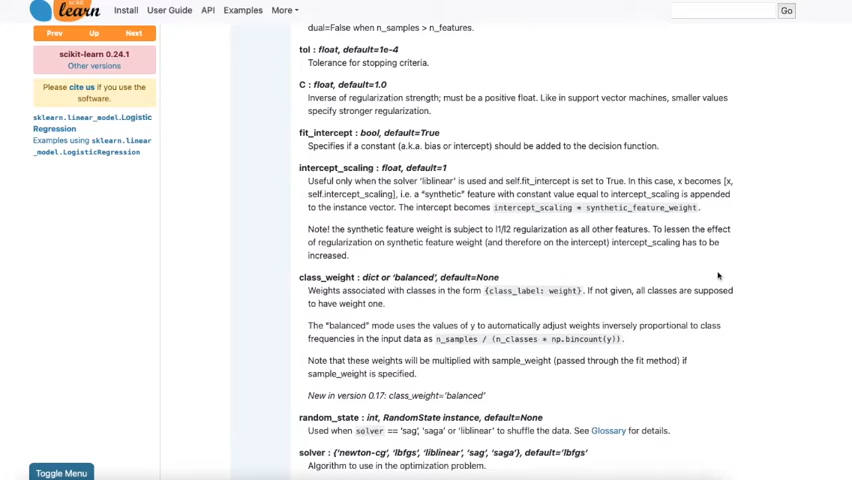 learn
Install User Guide API Examples More
Go
Prev Up Next
scikit-learn 0.24.1
Other versions
Please cite us if you use the
software.
sklearn.linear_model.Logistic
Regression
Examples using sklearn.linear
_model.LogisticRegression
dual=False when n_samples > n_features.
tol : float, default=1e-4
Tolerance for stopping criteria.
C : float, default=1.0
Inverse of regularization strength; must be a positive float. Like in support vector machines, smaller values
specify stronger regularization.
fit_intercept : bool, default=True
Specifies if a constant (a.k.a. bias or intercept) should be added to the decision function.
intercept_scaling : float, default=1
Useful only when the solver ‘liblinear’ is used and self.fit_intercept is set to True. In this case, x becomes [x,
self.intercept_scaling], i.e. a “synthetic” feature with constant value equal to intercept_scaling is appended
to the instance vector. The intercept becomes intercept_scaling * synthetic_feature_weight.
Note! the synthetic feature weight is subject to l1/l2 regularization as all other features. To lessen the effect
of regularization on synthetic feature weight (and therefore on the intercept) intercept_scaling has to be
increased.
class_weight : dict or ‘balanced’, default=None
Weights associated with classes in the form {class_label: weight}. If not given, all classes are supposed
to have weight one.
The “balanced” mode uses the values of y to automatically adjust weights inversely proportional to class
frequencies in the input data as n_samples / (n_classes * np.bincount(y)).
Note that these weights will be multiplied with sample_weight (passed through the fit method) if
sample_weight is specified.
New in version 0.17: class_weight=‘balanced’
random_state : int, RandomState instance, default=None
Used when solver == ‘sag’, ‘saga’ or ‘liblinear’ to shuffle the data. See Glossary for details.
solver : {‘newton-cg’, ‘lbfgs’, ‘liblinear’, ‘sag’, ‘saga’}, default=‘lbfgs’
Algorithm to use in the optimization problem.
Toggle Menu